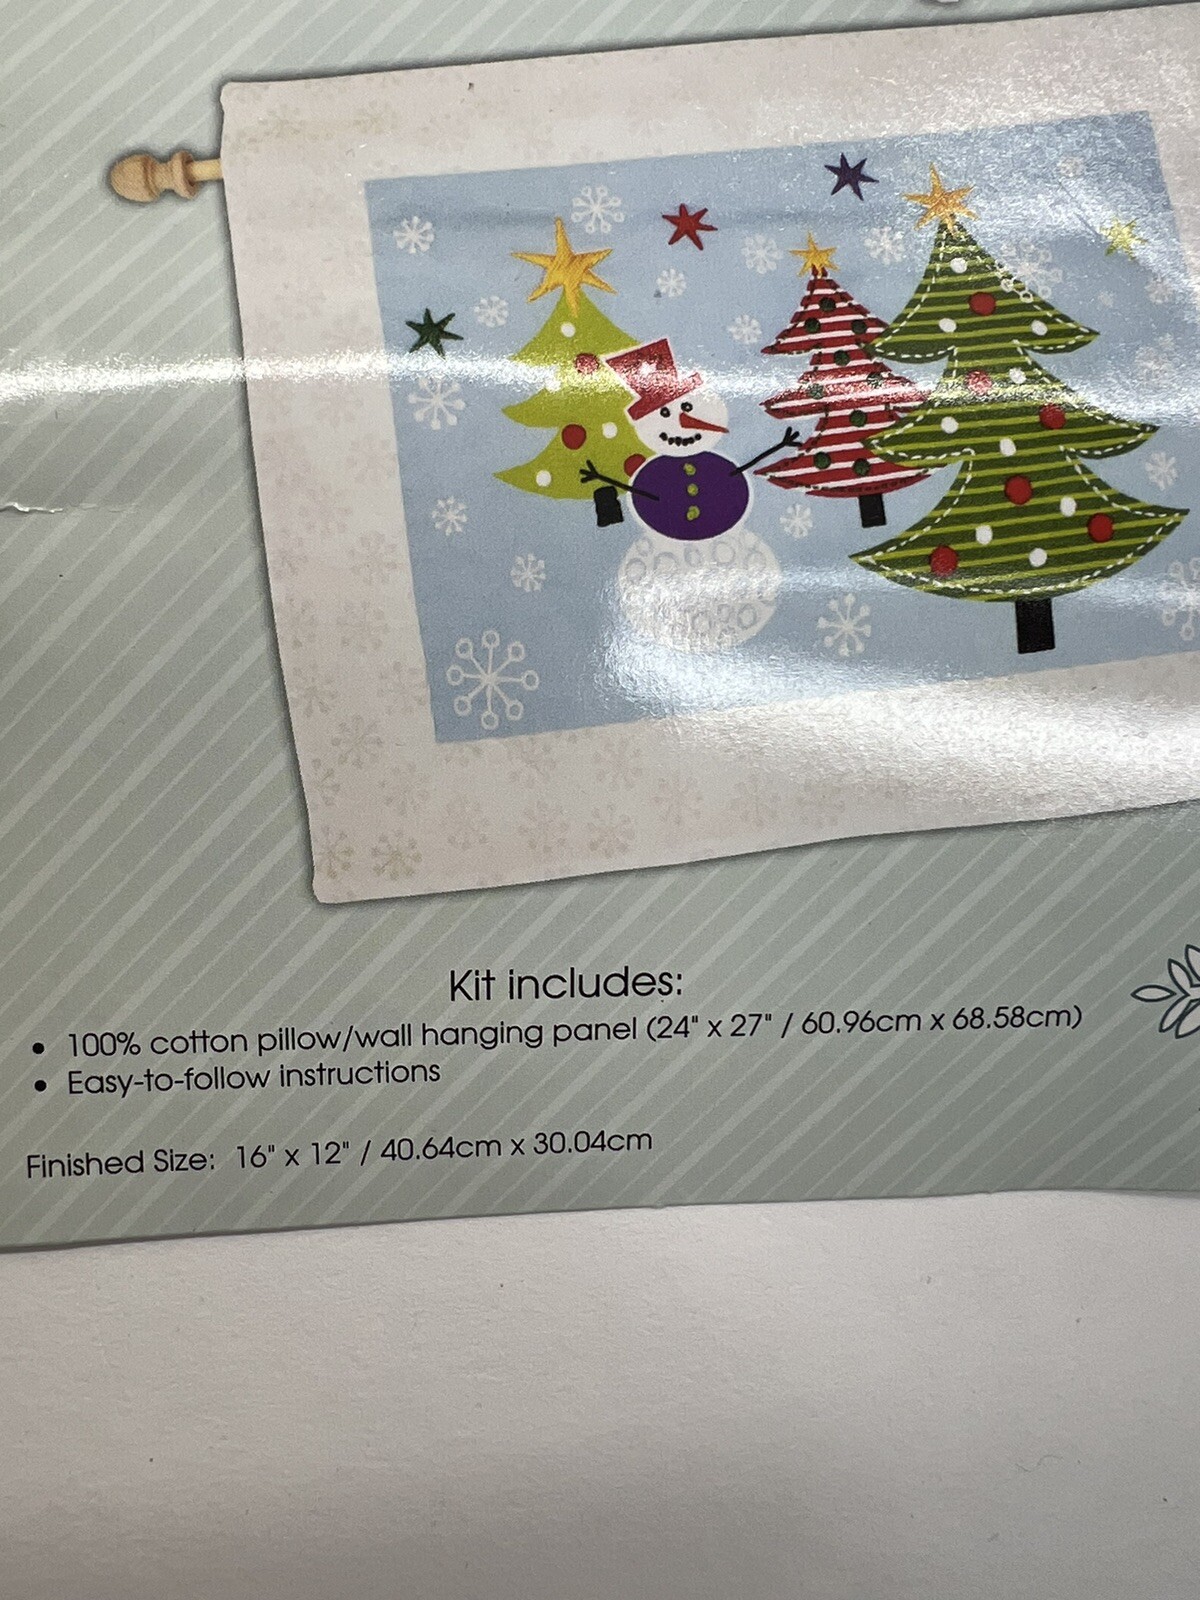 Kit includes:
• 100% cotton pillow/wall hanging panel (24" x 27" / 60.96cm x 68.58cm)
• Easy-to-follow instructions
Finished Size: 16" x 12" / 40.64cm x 30.04cm